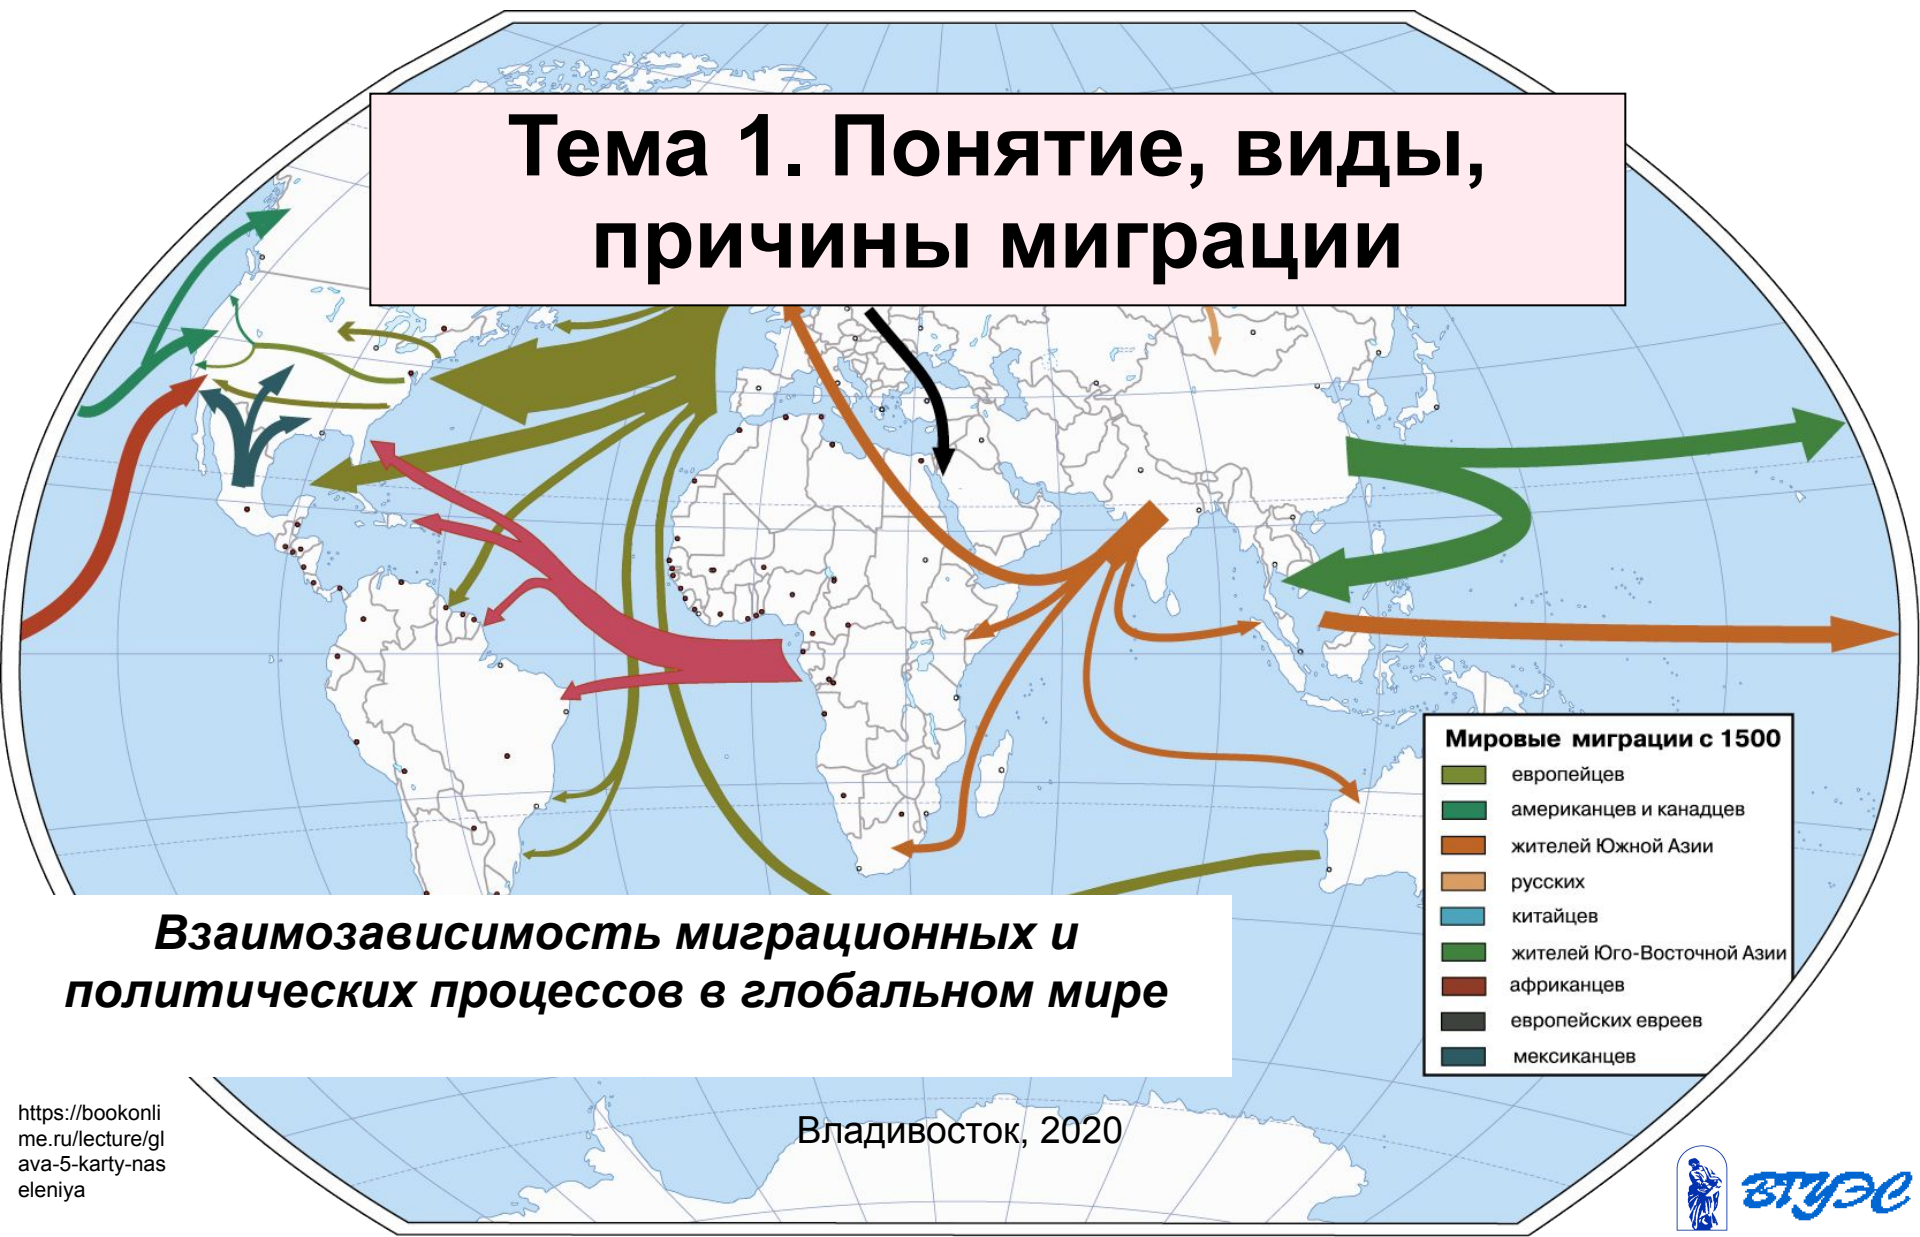 Тема 1. Понятие, виды,
причины миграции
Мировые миграции с 1500
европейцев
американцев и канадцев
жителей Южной Азии
русских
китайцев
жителей Юго-Восточной Азии
африканцев
европейских евреев
мексиканцев
Взаимозависимость миграционных и
политических процессов в глобальном мире
https://bookonli
me.ru/lecture/gl
ava-5-karty-nas
eleniya
Владивосток, 2020
ВГУЭС